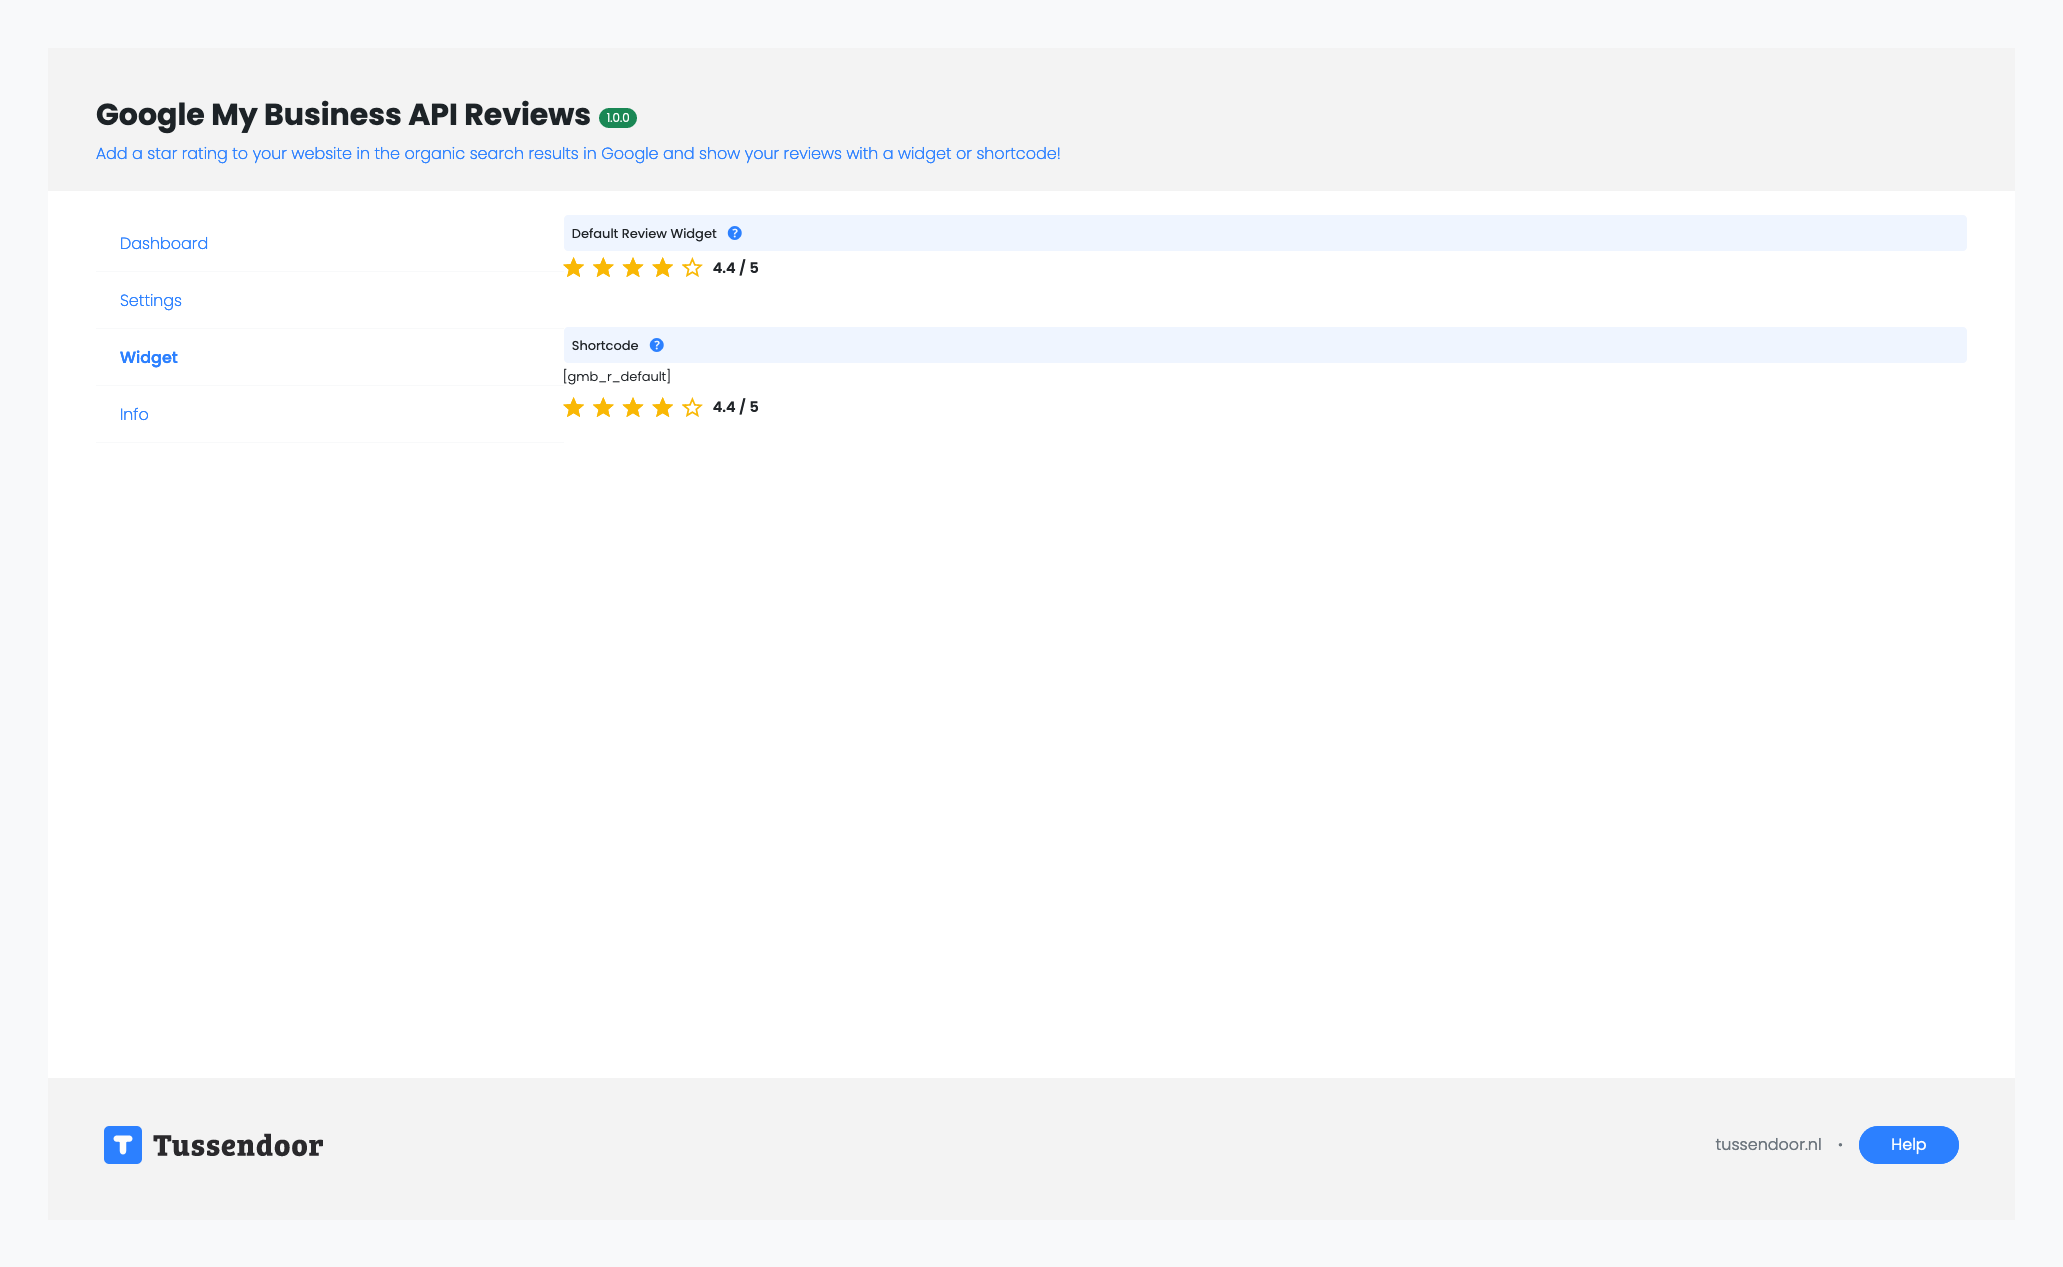 Google My Business API Reviews 1.0.0
Add a star rating to your website in the organic search results in Google and show your reviews with a widget or shortcode!
Dashboard
Settings
Widget
Info
Default Review Widget ?
4.4 / 5
Shortcode ?
[gmb_r_default]
4.4 / 5
T Tussendoor
tussendoor.nl • Help